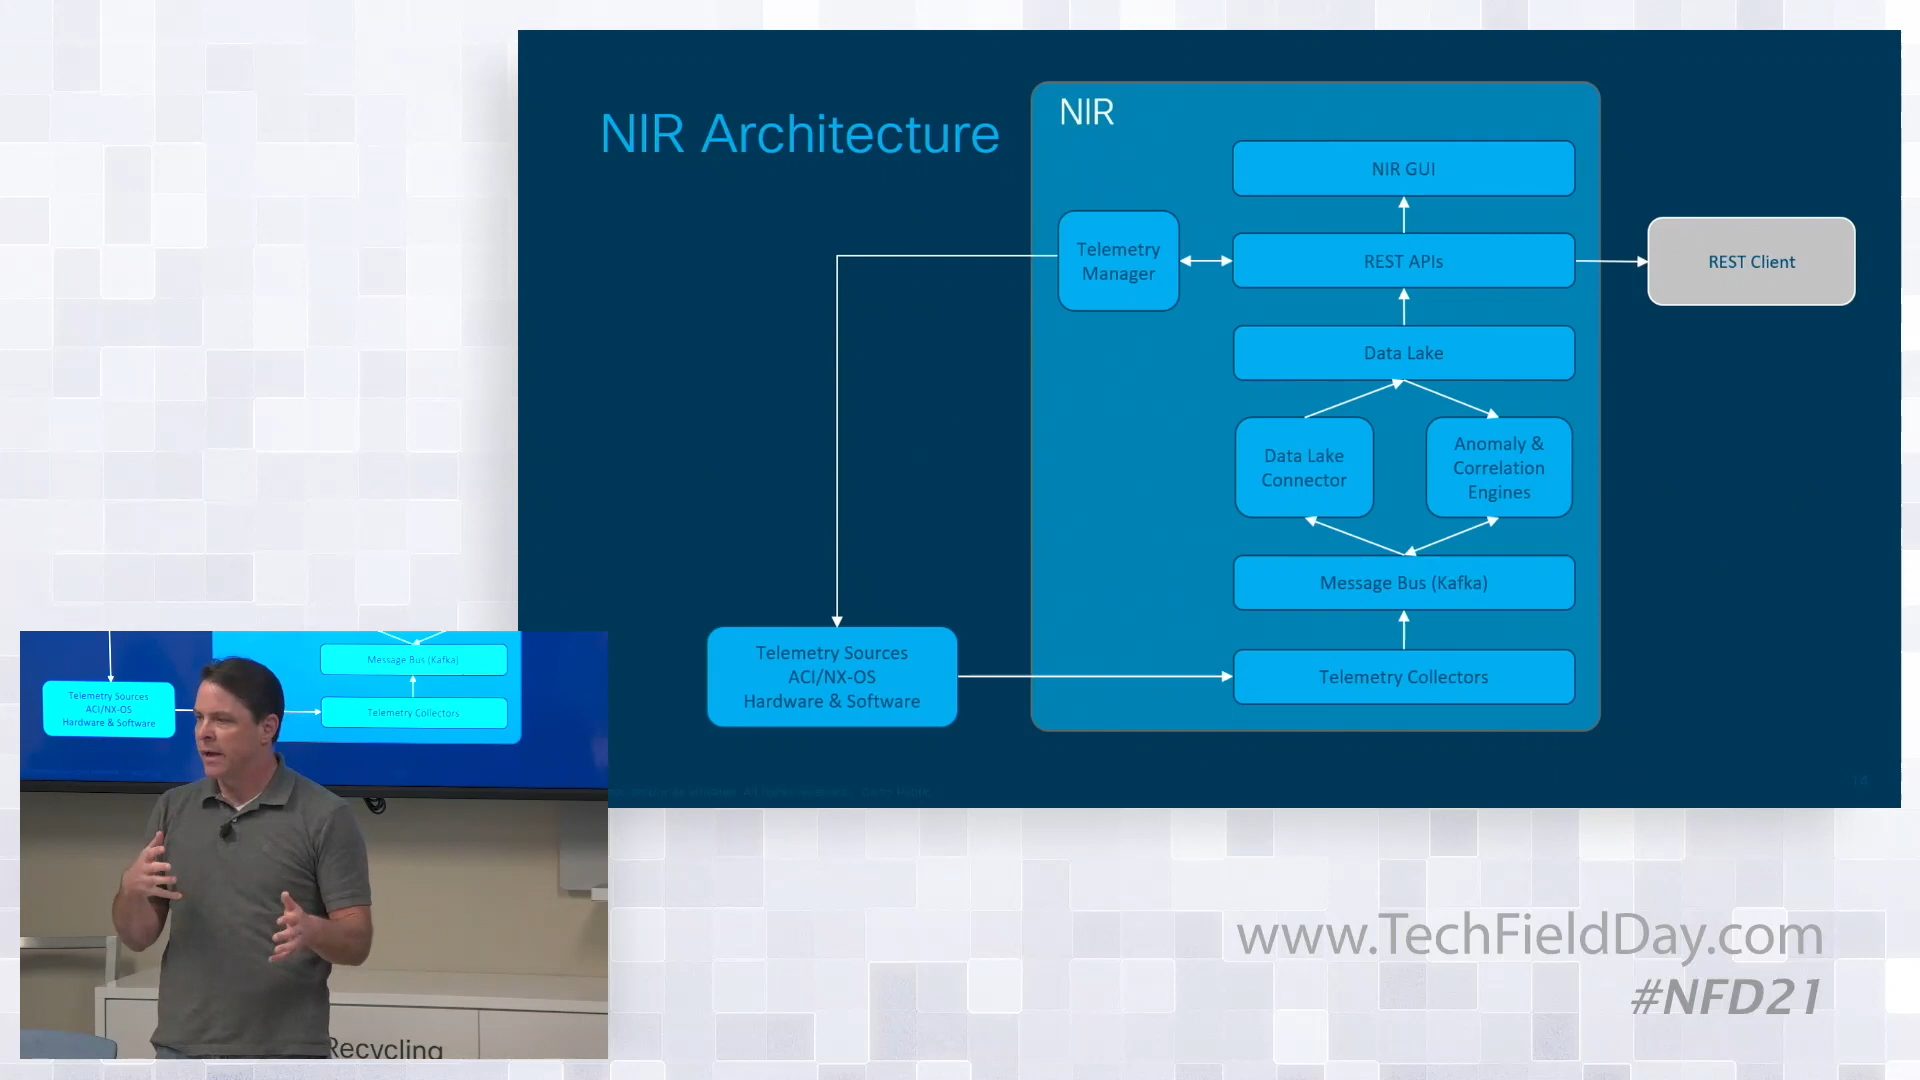 NIR Architecture
NIR
NIR GUI
Telemetry
Manager
REST APIs
REST Client
Data Lake
Data Lake
Connector
Anomaly &
Correlation
Engines
Message Bus (Kafka)
Telemetry Sources
ACI/NX-OS
Hardware & Software
Telemetry Collectors
14
Message Bus (Kafka)
Telemetry Sources
ACI/NX-OS
Hardware & Software
Telemetry Collectors
Recycling
www.TechFieldDay.com
#NFD21